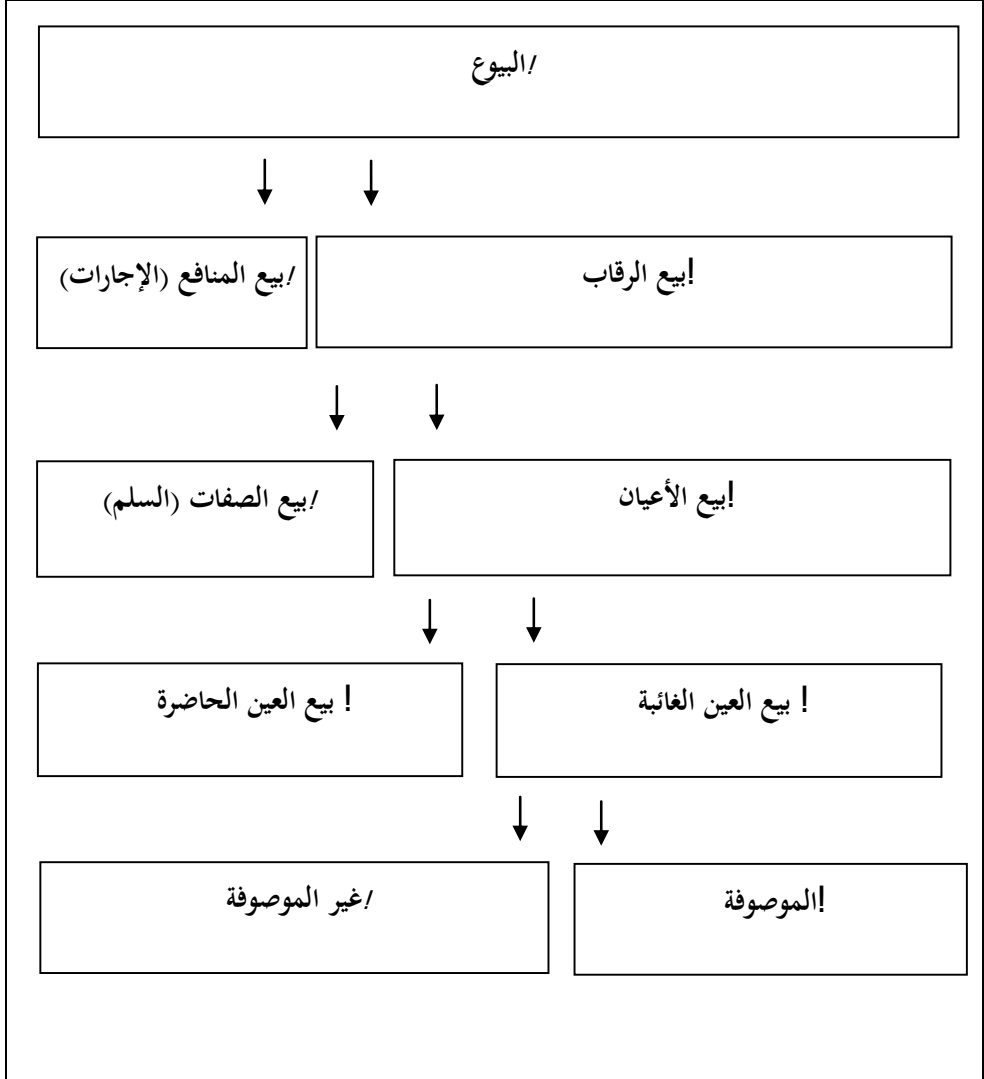 !البيوع
!بيع الرقاب
!بيع المنافع (الإجارات)
!بيع الأعيان
!بيع الصفات (السلم)
! بيع العين الغائبة
! بيع العين الحاضرة
!الموصوفة
!غير الموصوفة